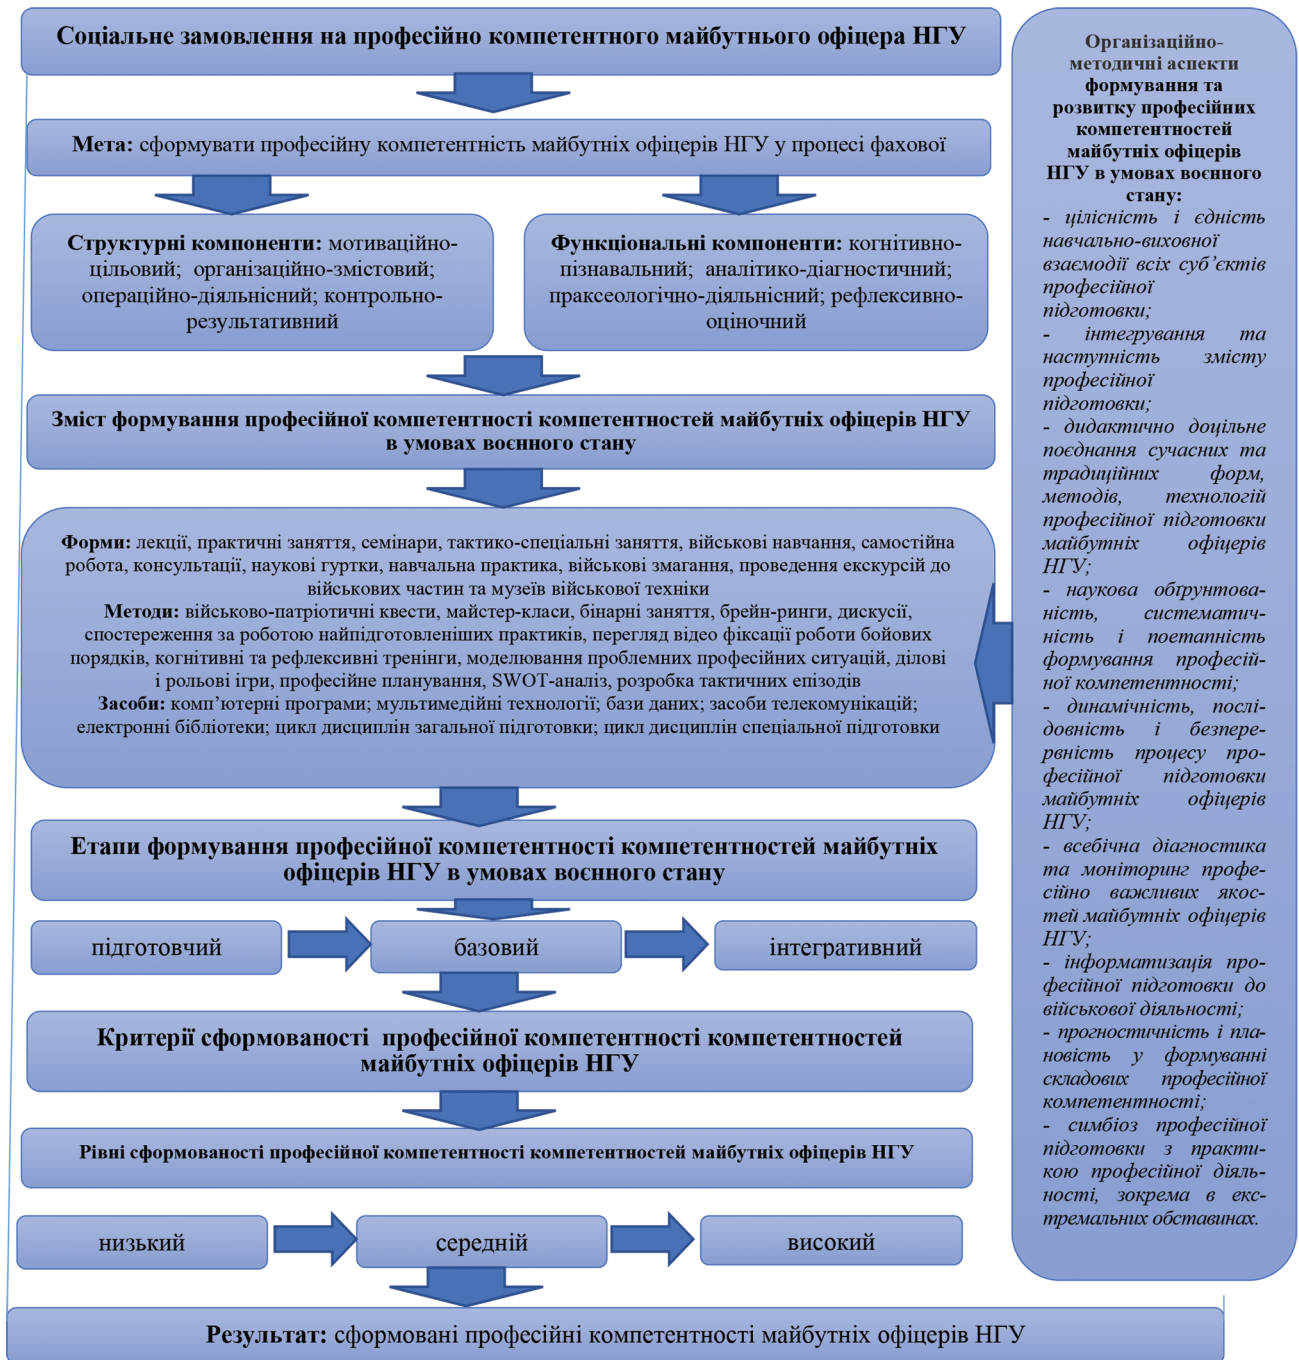 Соціальне замовлення на професійно компетентного майбутнього офіцера НГУ
Мета: сформувати професійну компетентність майбутніх офіцерів НГУ у процесі фахової
Структурні компоненти: мотиваційно-
цільовий; організаційно-змістовий;
операційно-діяльнісний; контрольно-
результативний
Функціональні компоненти: когнітивно-
пізнавальний; аналітико-діагностичний;
праксеологічно-діяльнісний; рефлексивно-
оціночний
Зміст формування професійної компетентності компетентностей майбутніх офіцерів НГУ
в умовах воєнного стану
Форми: лекції, практичні заняття, семінари, тактико-спеціальні заняття, військові навчання, самостійна
робота, консультації, наукові гуртки, навчальна практика, військові змагання, проведення екскурсій до
військових частин та музеїв військової техніки
Методи: військово-патріотичні квести, майстер-класи, бінарні заняття, брейн-ринги, дискусії,
спостереження за роботою найпідготовленіших практиків, перегляд відео фіксації роботи бойових
порядків, когнітивні та рефлексивні тренінги, моделювання проблемних професійних ситуацій, ділові
і рольові ігри, професійне планування, SWOT-аналіз, розробка тактичних епізодів
Засоби: комп’ютерні програми; мультимедійні технології; бази даних; засоби телекомунікацій;
електронні бібліотеки; цикл дисциплін загальної підготовки; цикл дисциплін спеціальної підготовки
Етапи формування професійної компетентності компетентностей майбутніх
офіцерів НГУ в умовах воєнного стану
підготовчий
базовий
інтегративний
Критерії сформованості професійної компетентності компетентностей
майбутніх офіцерів НГУ
Рівні сформованості професійної компетентності компетентностей майбутніх офіцерів НГУ
низький
середній
високий
Результат: сформовані професійні компетентності майбутніх офіцерів НГУ
Організаційно-
методичні аспекти
формування та
розвитку професійних
компетентностей
майбутніх офіцерів
НГУ в умовах воєнного
стану:
- цілісність і єдність
навчально-виховної
взаємодії всіх суб’єктів
професійної
підготовки;
- інтегрування та
наступність змісту
професійної
підготовки;
- дидактично доцільне
поєднання сучасних та
традиційних форм,
методів, технологій
професійної підготовки
майбутніх офіцерів
НГУ;
- наукова обґрунтова-
ність, систематич-
ність і поетапність
формування професій-
ної компетентності;
- динамічність, послі-
довність і безпере-
рвність процесу про-
фесійної підготовки
майбутніх офіцерів
НГУ;
- всебічна діагностика
та моніторинг профе-
сійно важливих якос-
тей майбутніх офіцерів
НГУ;
- інформатизація про-
фесійної підготовки до
військової діяльності;
- прогностичність і пла-
новість у формуванні
складових професійної
компетентності;
- симбіоз професійної
підготовки з практи-
кою професійної діяль-
ності, зокрема в екс-
тремальних обставинах.